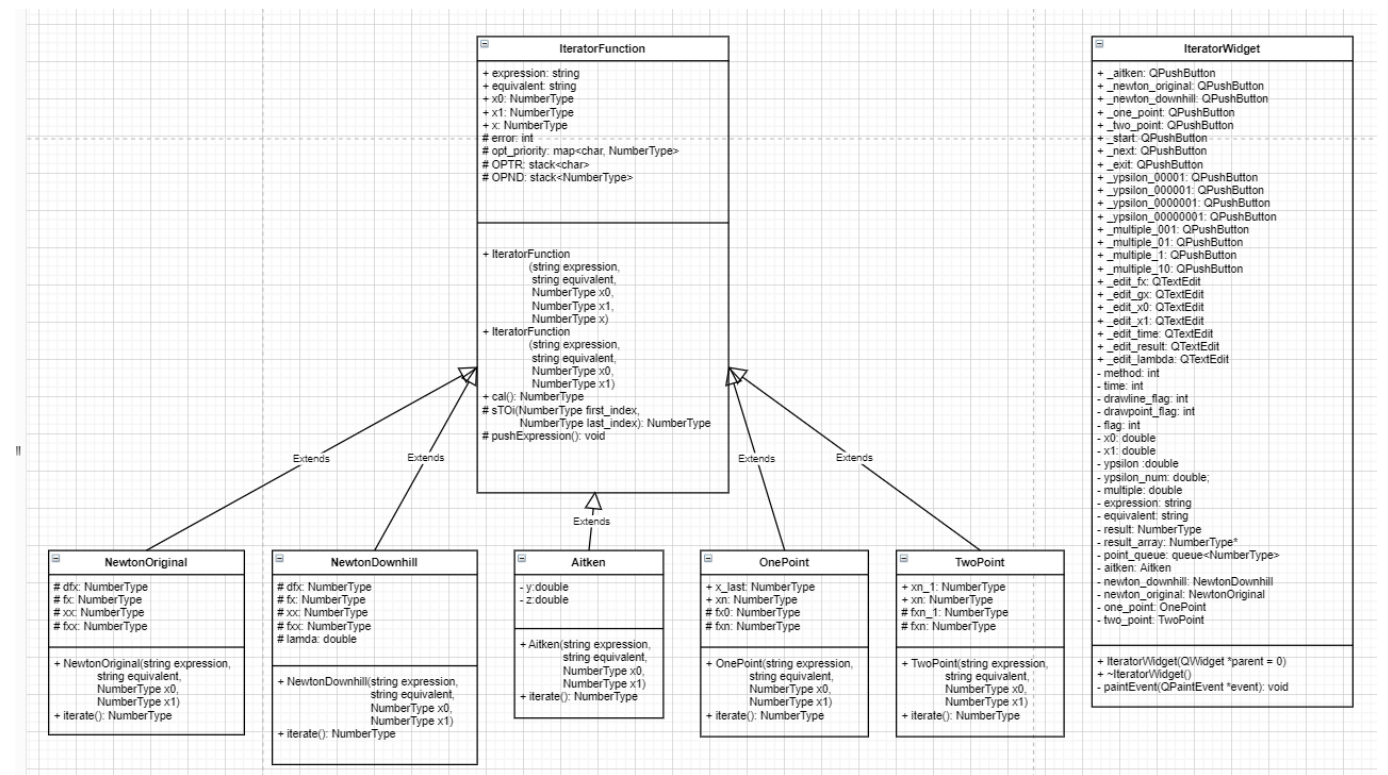 IteratorFunction
+ expression: string
+ equivalent: string
+ x0: NumberType
+ x1: NumberType
+ x: NumberType
# error: int
# opt_priority: map<char, NumberType>
# OPTR: stack<char>
# OPND: stack<NumberType>
+ IteratorFunction
(string expression,
string equivalent,
NumberType x0,
NumberType x1,
NumberType x)
+ IteratorFunction
(string expression,
string equivalent,
NumberType x0,
NumberType x1)
+ cal(): NumberType
# sTOi(NumberType first_index,
NumberType last_index): NumberType
# pushExpression(): void
IteratorWidget
+ _aitken: QPushButton
+ _newton_original: QPushButton
+ _newton_downhill: QPushButton
+ _one_point: QPushButton
+ _two_point: QPushButton
+ _start: QPushButton
+ _next: QPushButton
+ _exit: QPushButton
+ _ypsilon_00001: QPushButton
+ _ypsilon_000001: QPushButton
+ _ypsilon_0000001: QPushButton
+ _ypsilon_00000001: QPushButton
+ _multiple_001: QPushButton
+ _multiple_01: QPushButton
+ _multiple_1: QPushButton
+ _multiple_10: QPushButton
+ _edit_fx: QTextEdit
+ _edit_gx: QTextEdit
+ _edit_x0: QTextEdit
+ _edit_x1: QTextEdit
+ _edit_time: QTextEdit
+ _edit_result: QTextEdit
+ _edit_lambda: QTextEdit
- method: int
- time: int
- drawline_flag: int
- drawpoint_flag: int
- flag: int
- x0: double
- x1: double
- ypsilon :double
- ypsilon_num: double;
- multiple: double
- expression: string
- equivalent: string
- result: NumberType
- result_array: NumberType*
- point_queue: queue<NumberType>
- aitken: Aitken
- newton_downhill: NewtonDownhill
- newton_original: NewtonOriginal
- one_point: OnePoint
- two_point: TwoPoint
+ IteratorWidget(QWidget *parent = 0)
+ ~IteratorWidget()
- paintEvent(QPaintEvent *event): void
Extends
Extends
Extends
Extends
Extends
NewtonOriginal
# dfx: NumberType
# fx: NumberType
# xx: NumberType
# fxx: NumberType
+ NewtonOriginal(string expression,
string equivalent,
NumberType x0,
NumberType x1)
+ iterate(): NumberType
NewtonDownhill
# dfx: NumberType
# fx: NumberType
# xx: NumberType
# fxx: NumberType
# lamda: double
+ NewtonDownhill(string expression,
string equivalent,
NumberType x0,
NumberType x1)
+ iterate(): NumberType
Aitken
- y:double
- z:double
+ Aitken(string expression,
string equivalent,
NumberType x0,
NumberType x1)
+ iterate(): NumberType
OnePoint
+ x_last: NumberType
+ xn: NumberType
# fx0: NumberType
# fxn: NumberType
+ OnePoint(string expression,
string equivalent,
NumberType x0,
NumberType x1)
+ iterate(): NumberType
TwoPoint
+ xn_1: NumberType
+ xn: NumberType
# fxn_1: NumberType
# fxn: NumberType
+ TwoPoint(string expression,
string equivalent,
NumberType x0,
NumberType x1)
+ iterate(): NumberType